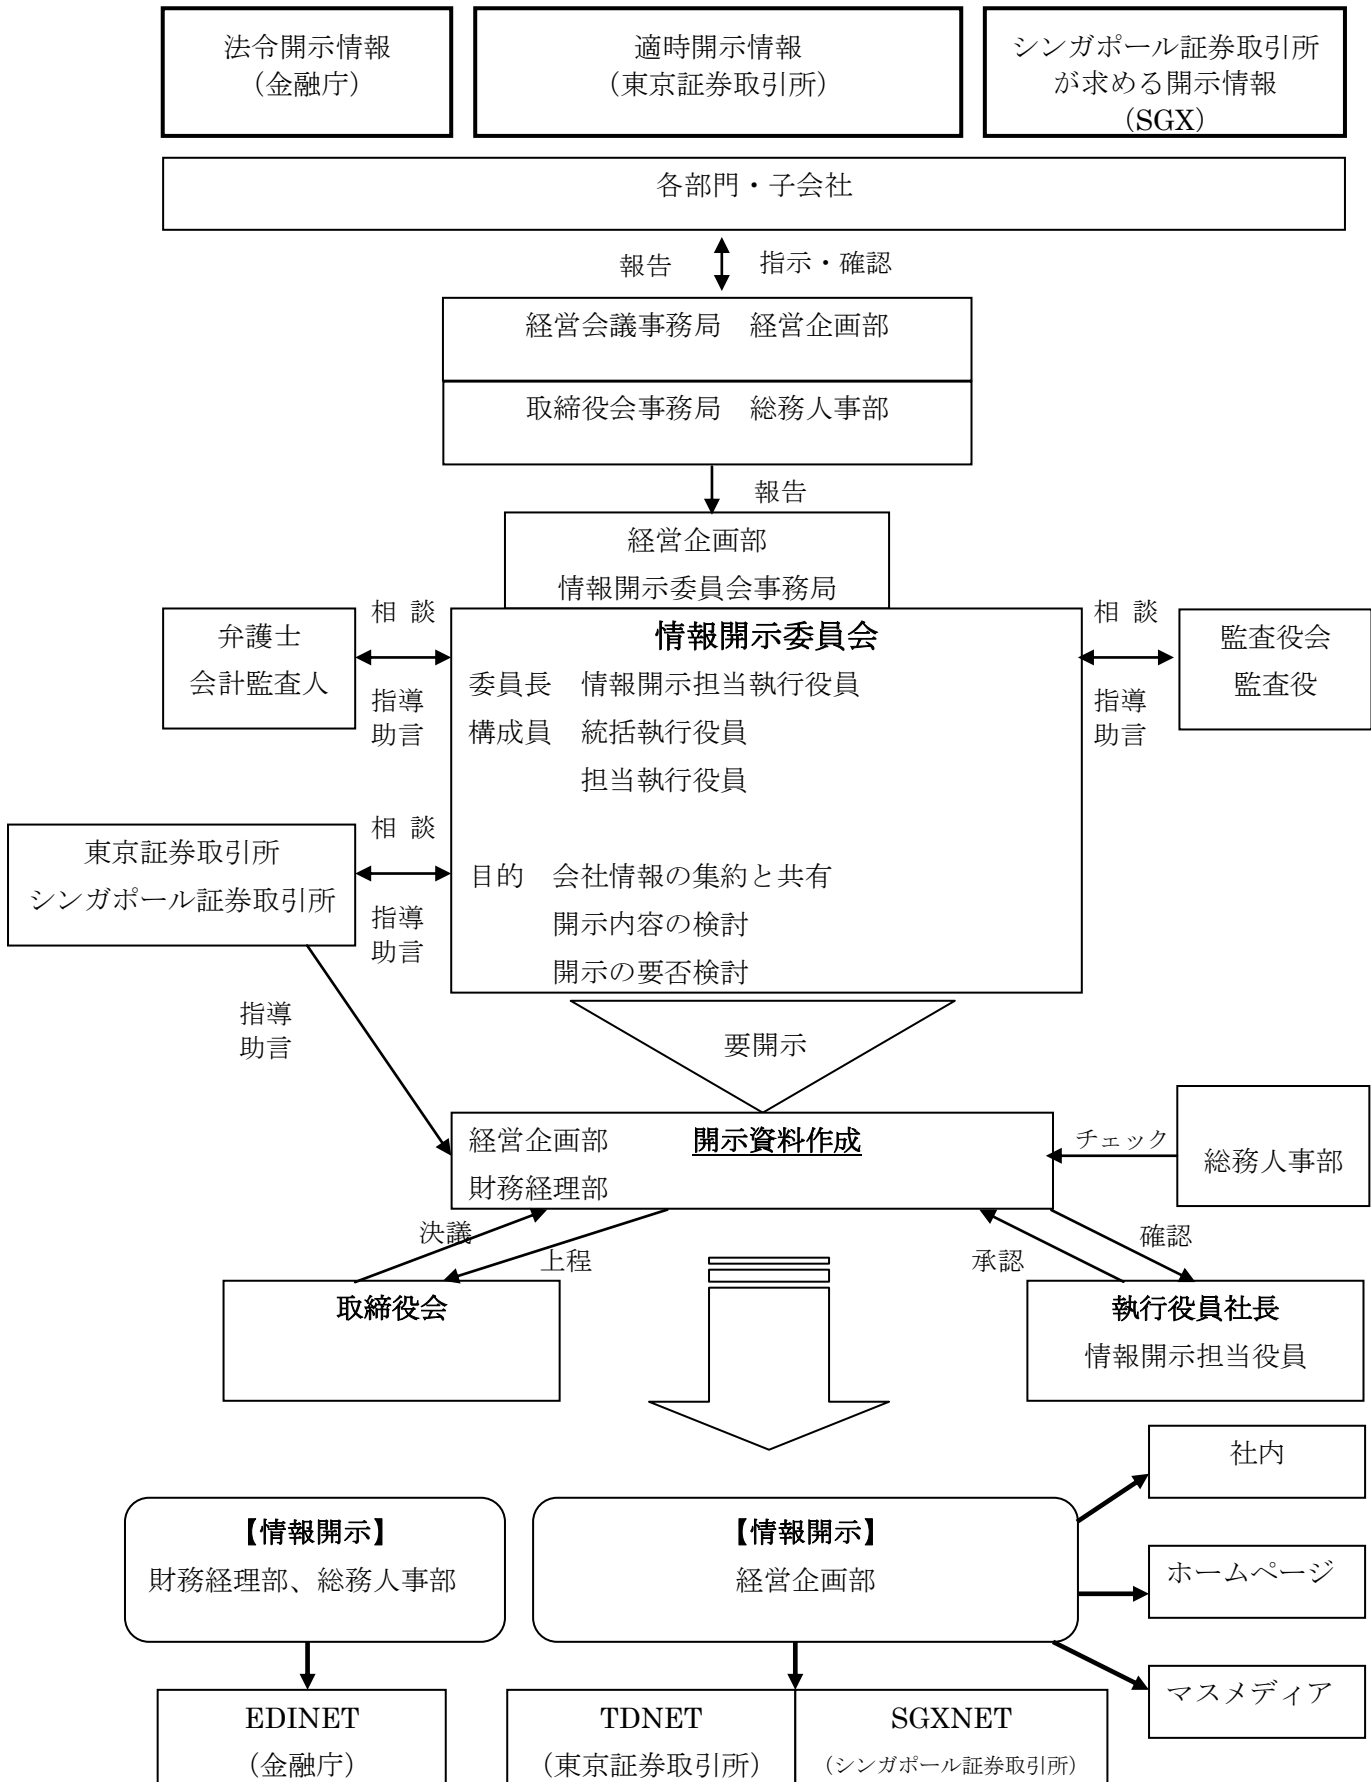 法令開示情報
（金融庁）
適時開示情報
（東京証券取引所）
シンガポール証券取引所
が求める開示情報
（SGX）
各部門・子会社
報告
指示・確認
経営会議事務局　経営企画部
取締役会事務局　総務人事部
報告
経営企画部
情報開示委員会事務局
弁護士
会計監査人
相 談
指導
助言
情報開示委員会
委員長　情報開示担当執行役員
構成員　統括執行役員
担当執行役員
目的　会社情報の集約と共有
開示内容の検討
開示の要否検討
相 談
指導
助言
監査役会
監査役
東京証券取引所
シンガポール証券取引所
相 談
指導
助言
指導
助言
要開示
経営企画部
開示資料作成
財務経理部
チェック
総務人事部
決議
上程
承認
確認
取締役会
執行役員社長
情報開示担当役員
【情報開示】
財務経理部、総務人事部
【情報開示】
経営企画部
社内
ホームページ
マスメディア
EDINET
（金融庁）
TDNET
（東京証券取引所）
SGXNET
（シンガポール証券取引所）